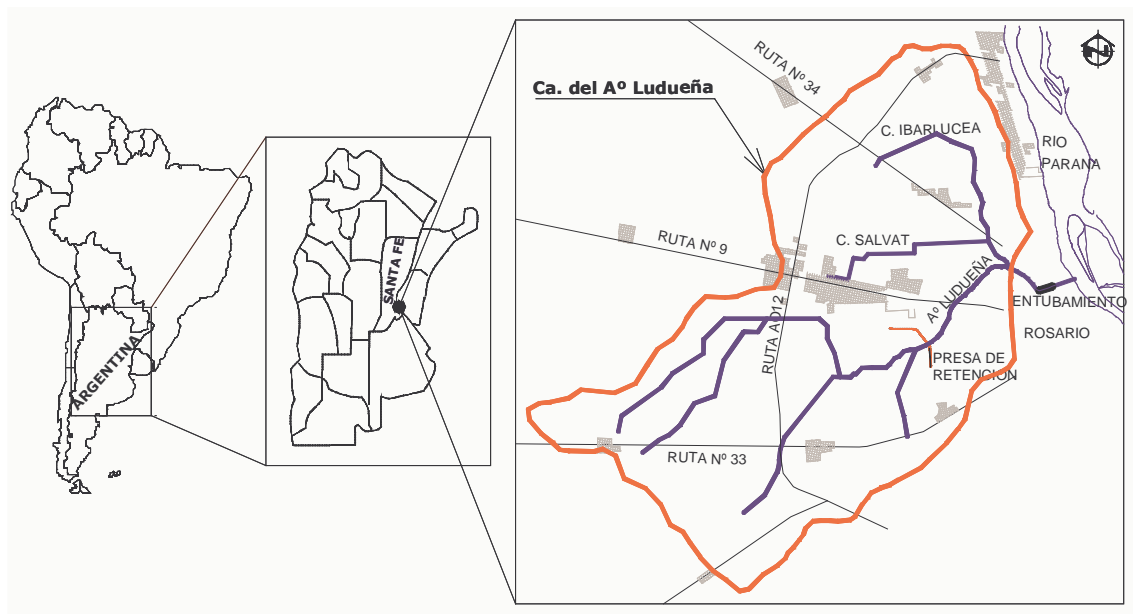 ARGENTINA
SANTA FE
Ca. del Aº Ludueña
RUTA Nº 34
C. IBARLUCEA
RIO
PARANA
RUTA Nº 9
C. SALVAT
Aº LUDUEÑA
ENTUBAMIENTO
ROSARIO
RUTA AO12
PRESA DE
RETENCION
RUTA Nº 33